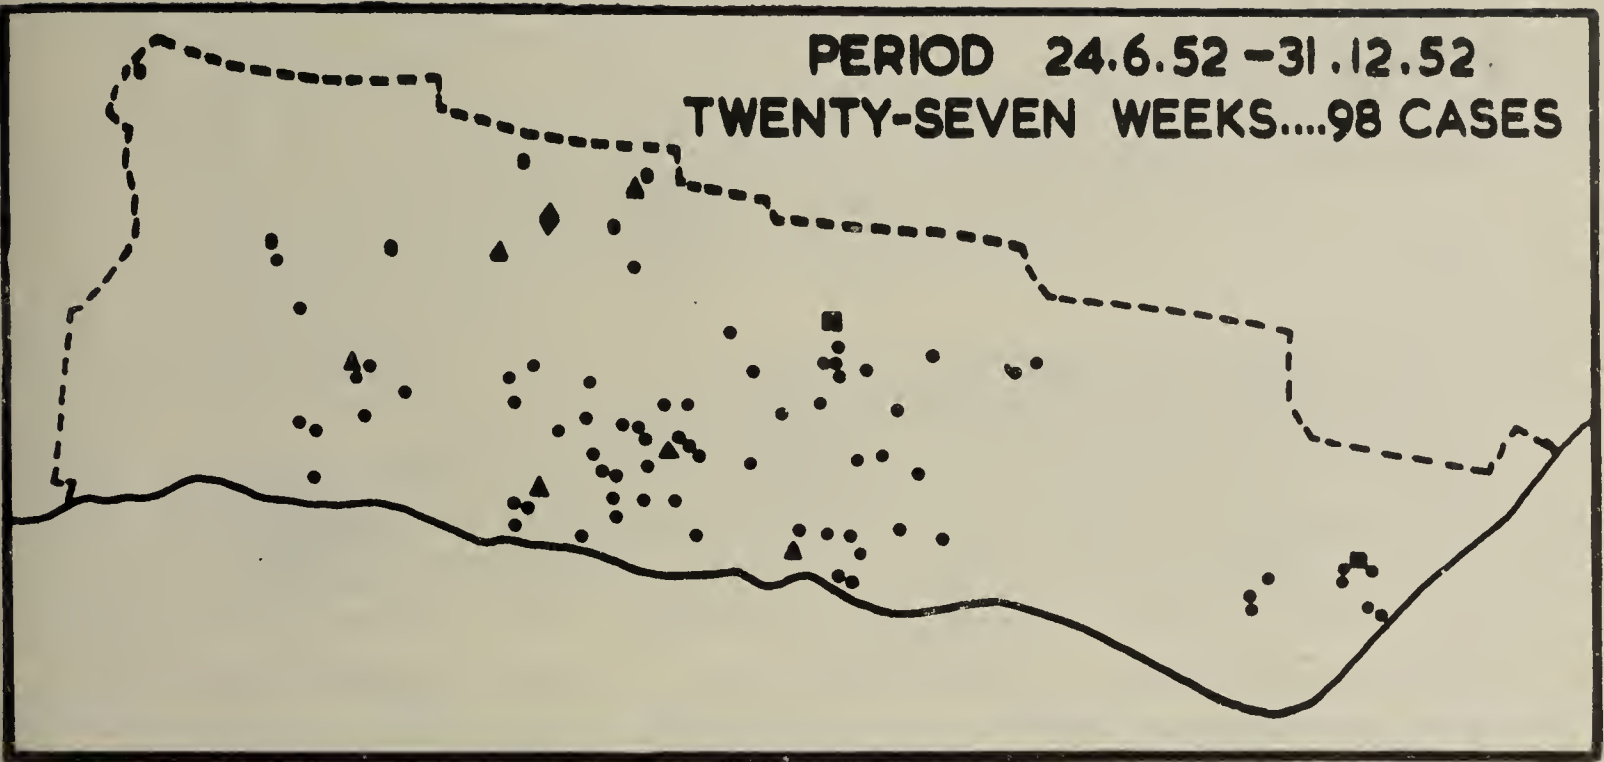 PERIOD 24.6.52-31.12.52
TWENTY-SEVEN WEEKS....98 CASES